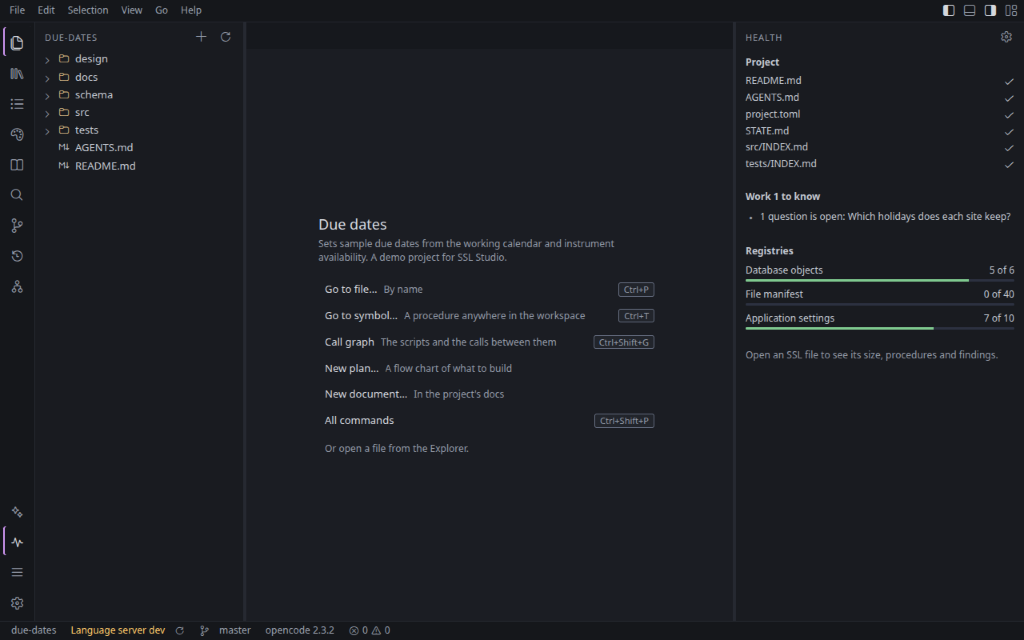 File Edit Selection View Go Help
DUE-DATES
design
docs
schema
src
tests
AGENTS.md
README.md
Due dates
Sets sample due dates from the working calendar and instrument
availability. A demo project for SSL Studio.
Go to file... By name Ctrl+P
Go to symbol... A procedure anywhere in the workspace Ctrl+T
Call graph The scripts and the calls between them Ctrl+Shift+G
New plan... A flow chart of what to build
New document... In the project's docs
All commands Ctrl+Shift+P
Or open a file from the Explorer.
HEALTH
Project
README.md
AGENTS.md
project.toml
STATE.md
src/INDEX.md
tests/INDEX.md
Work 1 to know
• 1 question is open: Which holidays does each site keep?
Registries
Database objects 5 of 6
File manifest 0 of 40
Application settings 7 of 10
Open an SSL file to see its size, procedures and findings.
due-dates Language server dev master opencode 2.3.2 0 0